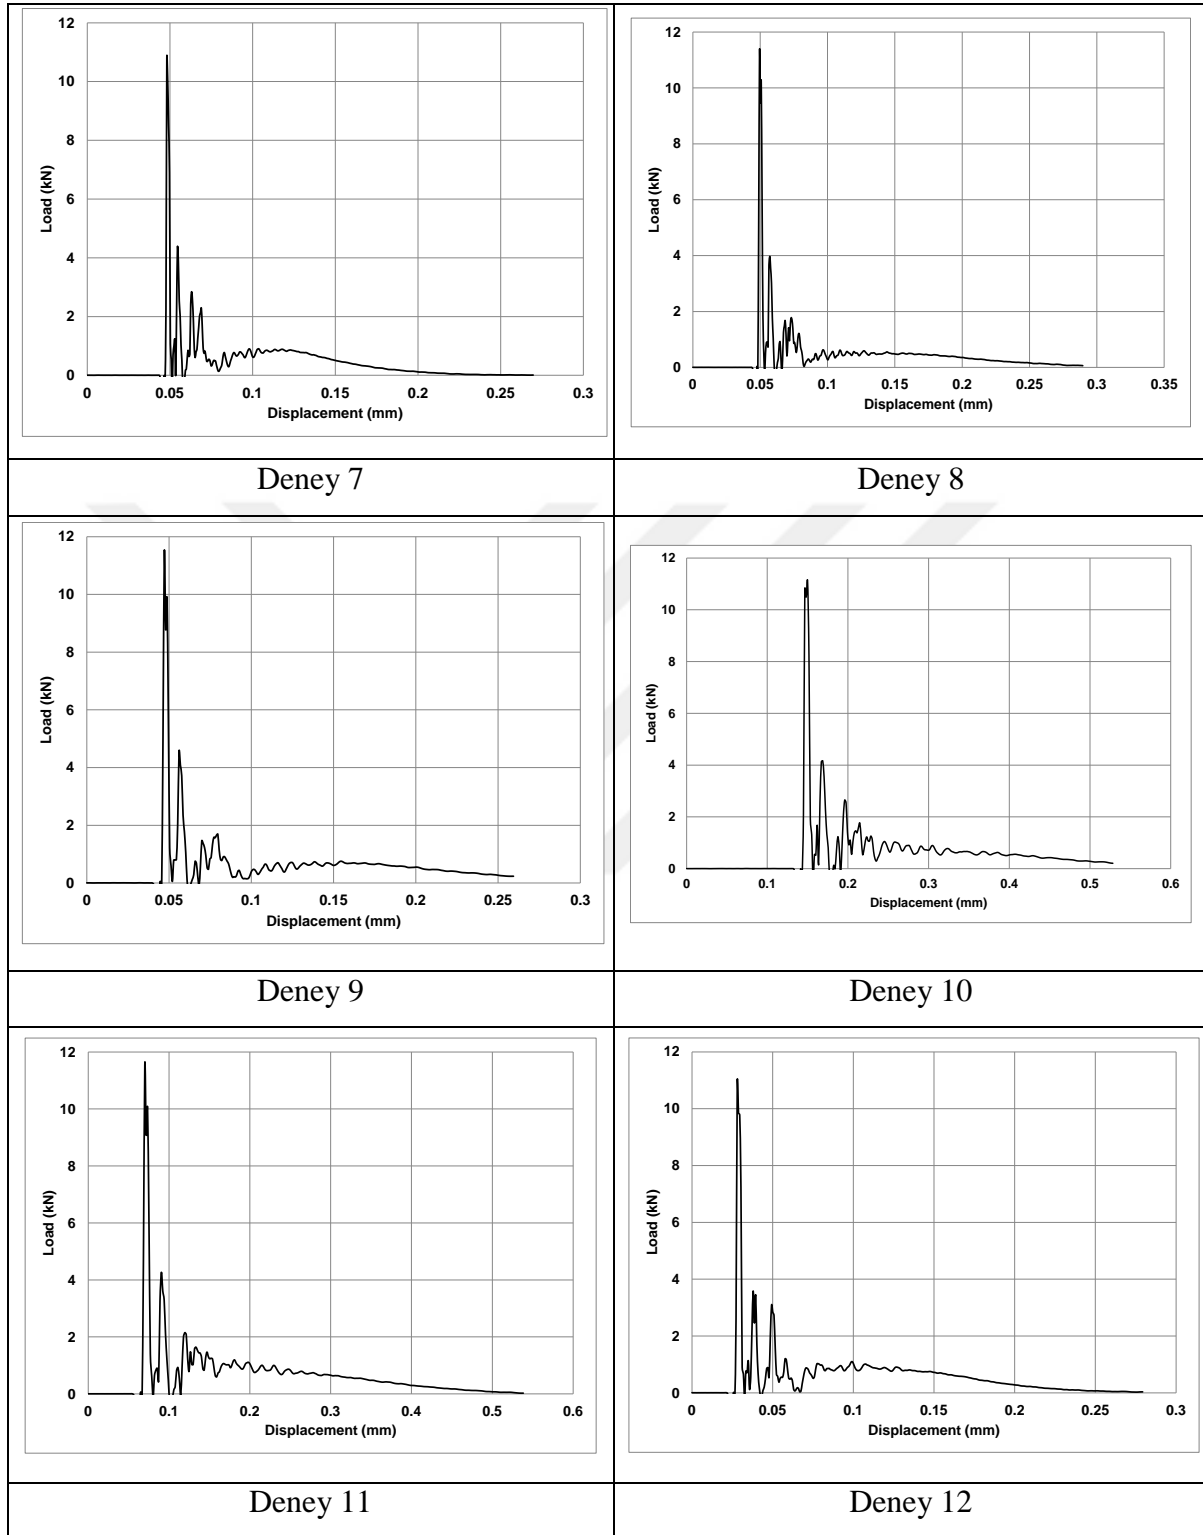 12
10
8
6
4
2
0
Load (kN)
0 0.05 0.1 0.15 0.2 0.25 0.3
Displacement (mm)
12
10
8
6
4
2
0
Load (kN)
0 0.05 0.1 0.15 0.2 0.25 0.3 0.35
Displacement (mm)
Deney 7
Deney 8
12
10
8
6
4
2
0
Load (kN)
0 0.05 0.1 0.15 0.2 0.25 0.3
Displacement (mm)
12
10
8
6
4
2
0
Load (kN)
0 0.1 0.2 0.3 0.4 0.5 0.6
Displacement (mm)
Deney 9
Deney 10
12
10
8
6
4
2
0
Load (kN)
0 0.1 0.2 0.3 0.4 0.5 0.6
Displacement (mm)
12
10
8
6
4
2
0
Load (kN)
0 0.05 0.1 0.15 0.2 0.25 0.3
Displacement (mm)
Deney 11
Deney 12